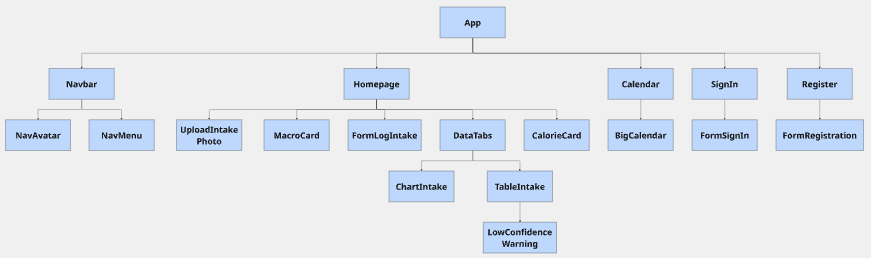 App
Navbar
Homepage
Calendar
SignIn
Register
NavAvatar
NavMenu
UploadIntake
Photo
MacroCard
FormLogIntake
DataTabs
CalorieCard
BigCalendar
FormSignIn
FormRegistration
ChartIntake
TableIntake
LowConfidence
Warning